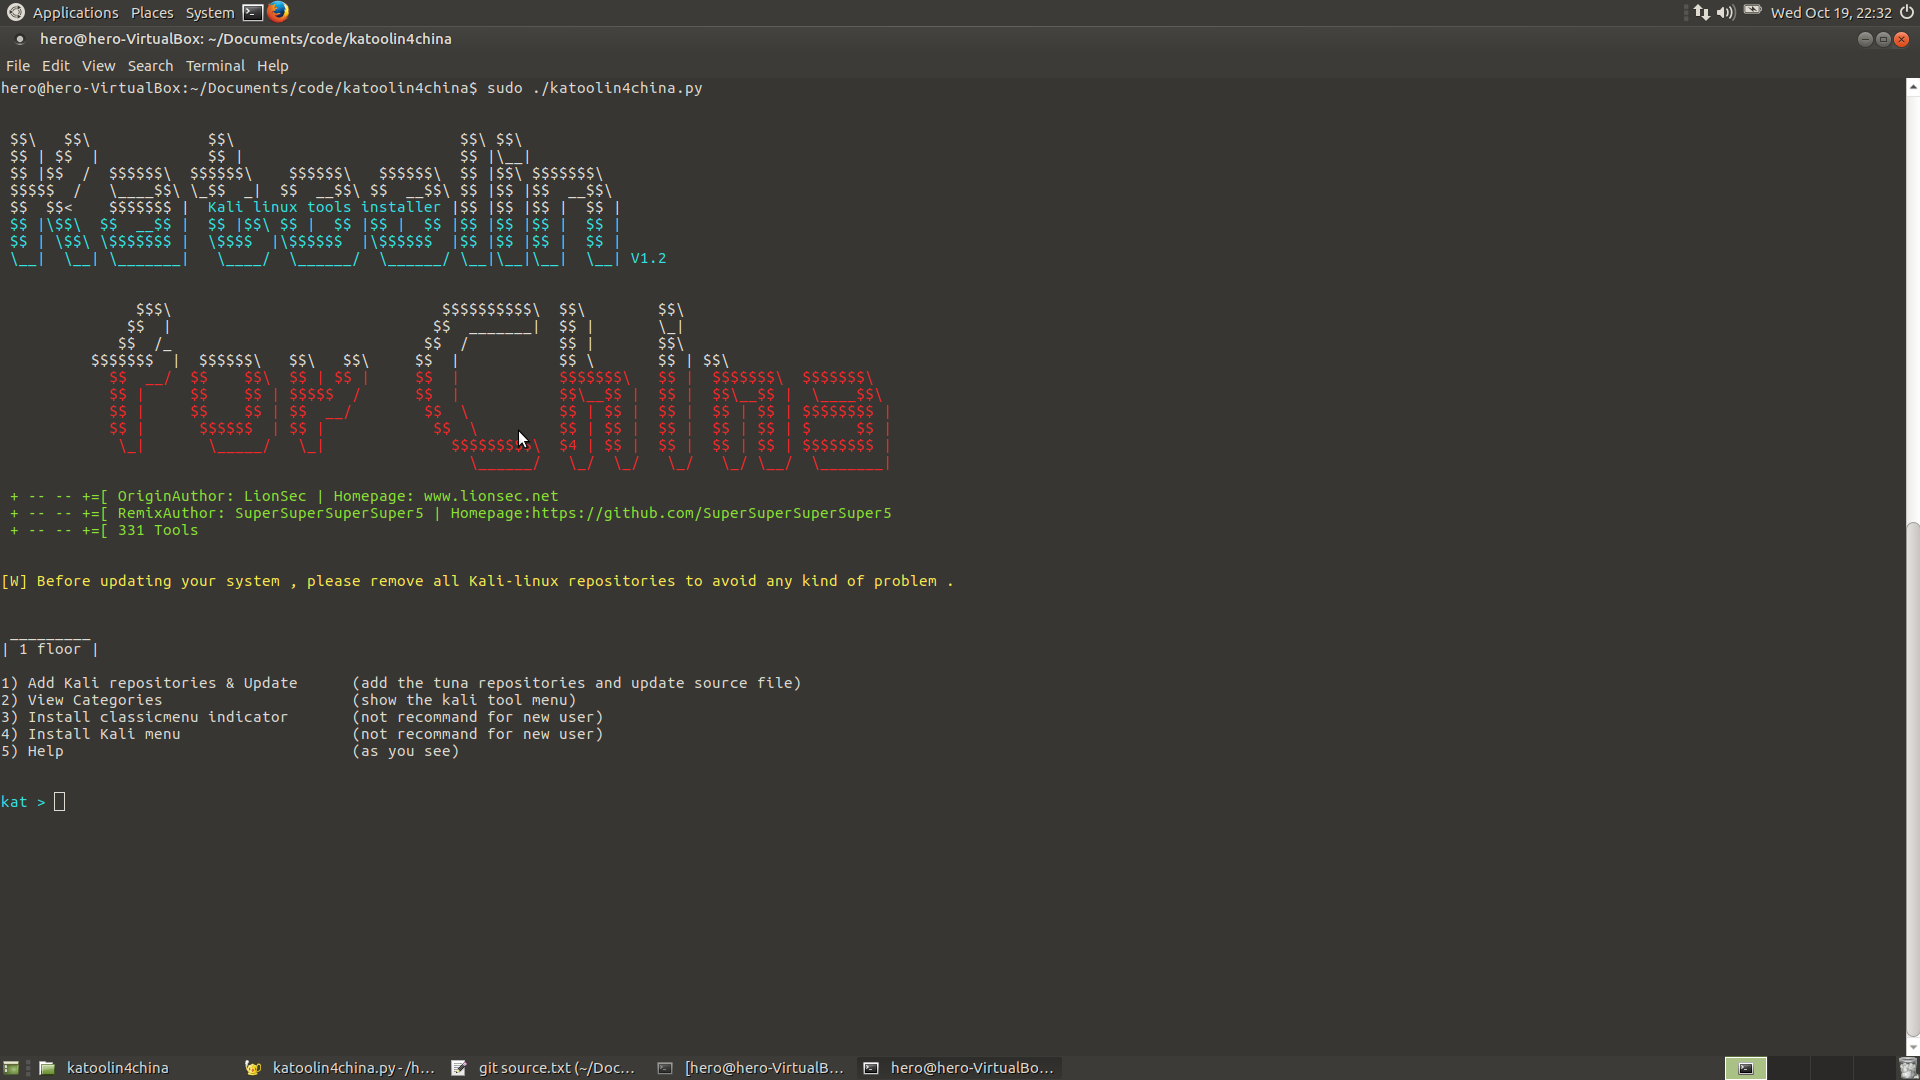 Applications Places System Wed Oct 19, 22:32
hero@hero-VirtualBox: ~/Documents/code/katoolin4china
File Edit View Search Terminal Help
hero@hero-VirtualBox:~/Documents/code/katoolin4china$ sudo ./katoolin4china.py
Katoolin
Kali linux tools installer
V1.2
for China
+ -- -- +=[ OriginAuthor: LionSec | Homepage: www.lionsec.net
+ -- -- +=[ RemixAuthor: SuperSuperSuperSuper5 | Homepage:https://github.com/SuperSuperSuperSuper5
+ -- -- +=[ 331 Tools
[W] Before updating your system , please remove all Kali-linux repositories to avoid any kind of problem .
| 1 floor |
1) Add Kali repositories & Update (add the tuna repositories and update source file)
2) View Categories (show the kali tool menu)
3) Install classicmenu indicator (not recommand for new user)
4) Install Kali menu (not recommand for new user)
5) Help (as you see)
kat >
katoolin4china katoolin4china.py - /h... git source.txt (~/Doc... [hero@hero-VirtualB... hero@hero-VirtualBo...